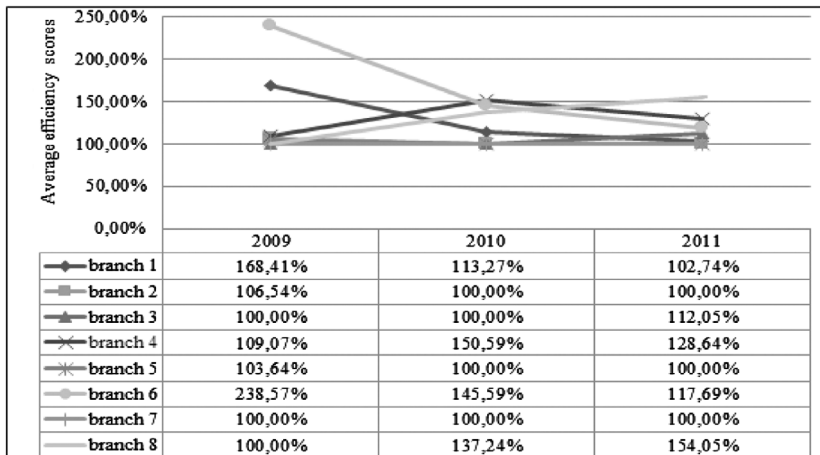 250,00%
200,00%
150,00%
100,00%
50,00%
0,00%
Average efficiency scores
2009 2010 2011
branch 1 168,41% 113,27% 102,74%
branch 2 106,54% 100,00% 100,00%
branch 3 100,00% 100,00% 112,05%
branch 4 109,07% 150,59% 128,64%
branch 5 103,64% 100,00% 100,00%
branch 6 238,57% 145,59% 117,69%
branch 7 100,00% 100,00% 100,00%
branch 8 100,00% 137,24% 154,05%